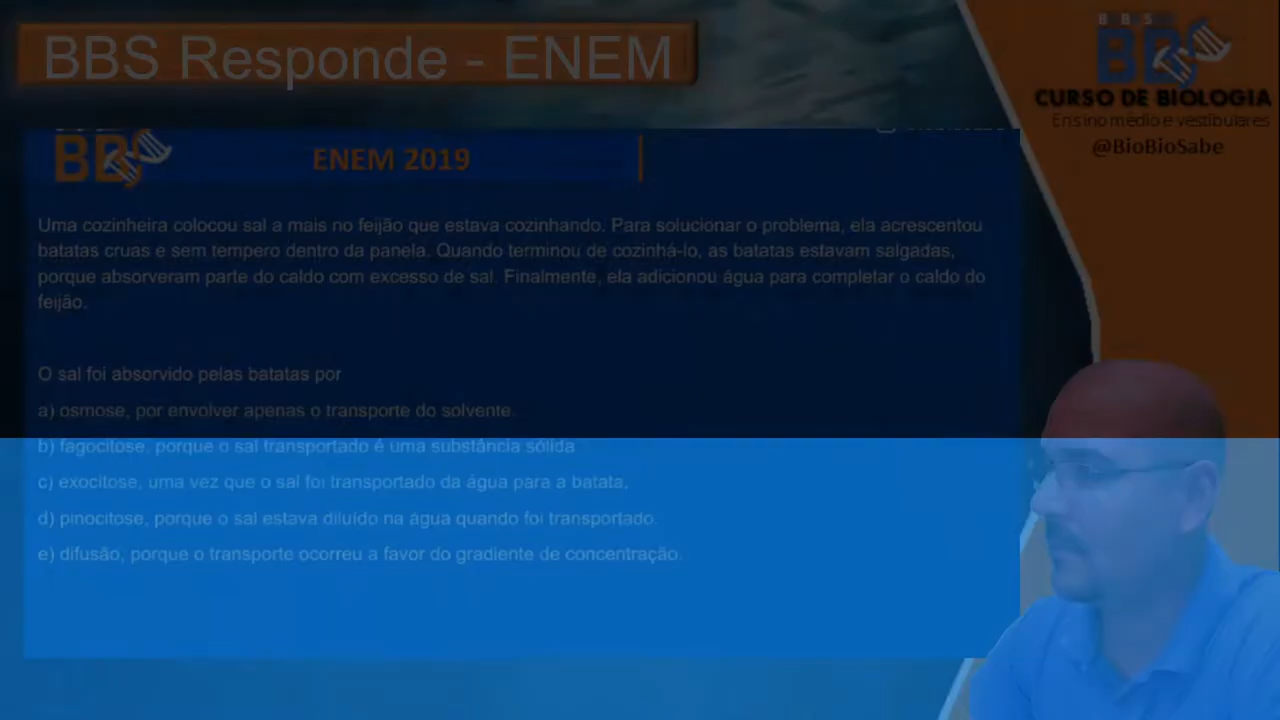 BBS Responde - ENEM
BBS
CURSO DE BIOLOGIA
Ensino médio e vestibulares
@BioBioSabe
BBS
ENEM 2019
Uma cozinheira colocou sal a mais no feijão que estava cozinhando. Para solucionar o problema, ela acrescentou
batatas cruas e sem tempero dentro da panela. Quando terminou de cozinhá-lo, as batatas estavam salgadas,
porque absorveram parte do caldo com excesso de sal. Finalmente, ela adicionou água para completar o caldo do
feijão.
O sal foi absorvido pelas batatas por
a) osmose, por envolver apenas o transporte do solvente.
b) fagocitose, porque o sal transportado é uma substância sólida
c) exocitose, uma vez que o sal foi transportado da água para a batata.
d) pinocitose, porque o sal estava diluído na água quando foi transportado.
e) difusão, porque o transporte ocorreu a favor do gradiente de concentração.